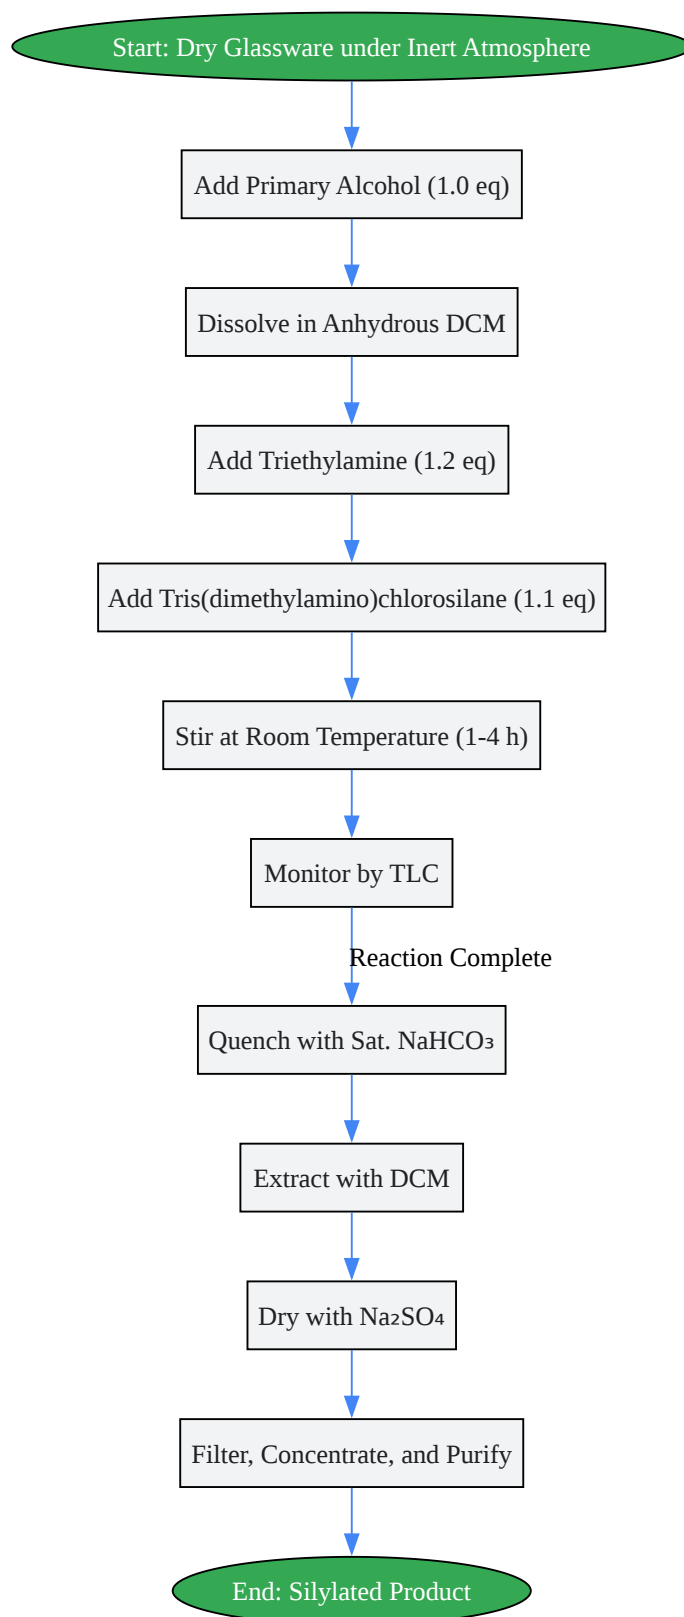 Start: Dry Glassware under Inert Atmosphere
Add Primary Alcohol (1.0 eq)
Dissolve in Anhydrous DCM
Add Triethylamine (1.2 eq)
Add Tris(dimethylamino)chlorosilane (1.1 eq)
Stir at Room Temperature (1-4 h)
Monitor by TLC
Reaction Complete
Quench with Sat. NaHCO₃
Extract with DCM
Dry with Na₂SO₄
Filter, Concentrate, and Purify
End: Silylated Product